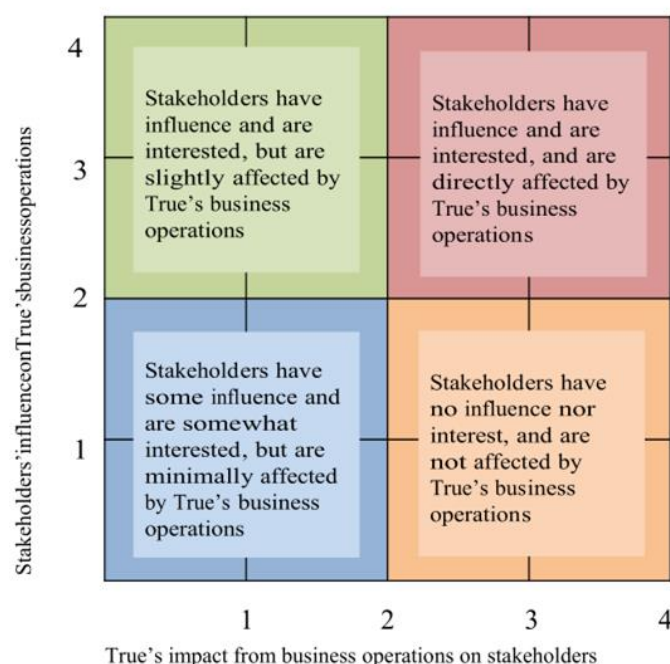 Stakeholders'influenceonTrue'sbusinessoperations
4
3
2
1
Stakeholders have
influence and are
interested, but are
slightly affected by
True's business
operations
Stakeholders have
influence and are
interested, and are
directly affected by
True's business
operations
Stakeholders have
some influence and
are somewhat
interested, but are
minimally affected
by True's business
operations
Stakeholders have
no influence nor
interest, and are
not affected by
True's business
operations
1
2
3
4
True's impact from business operations on stakeholders